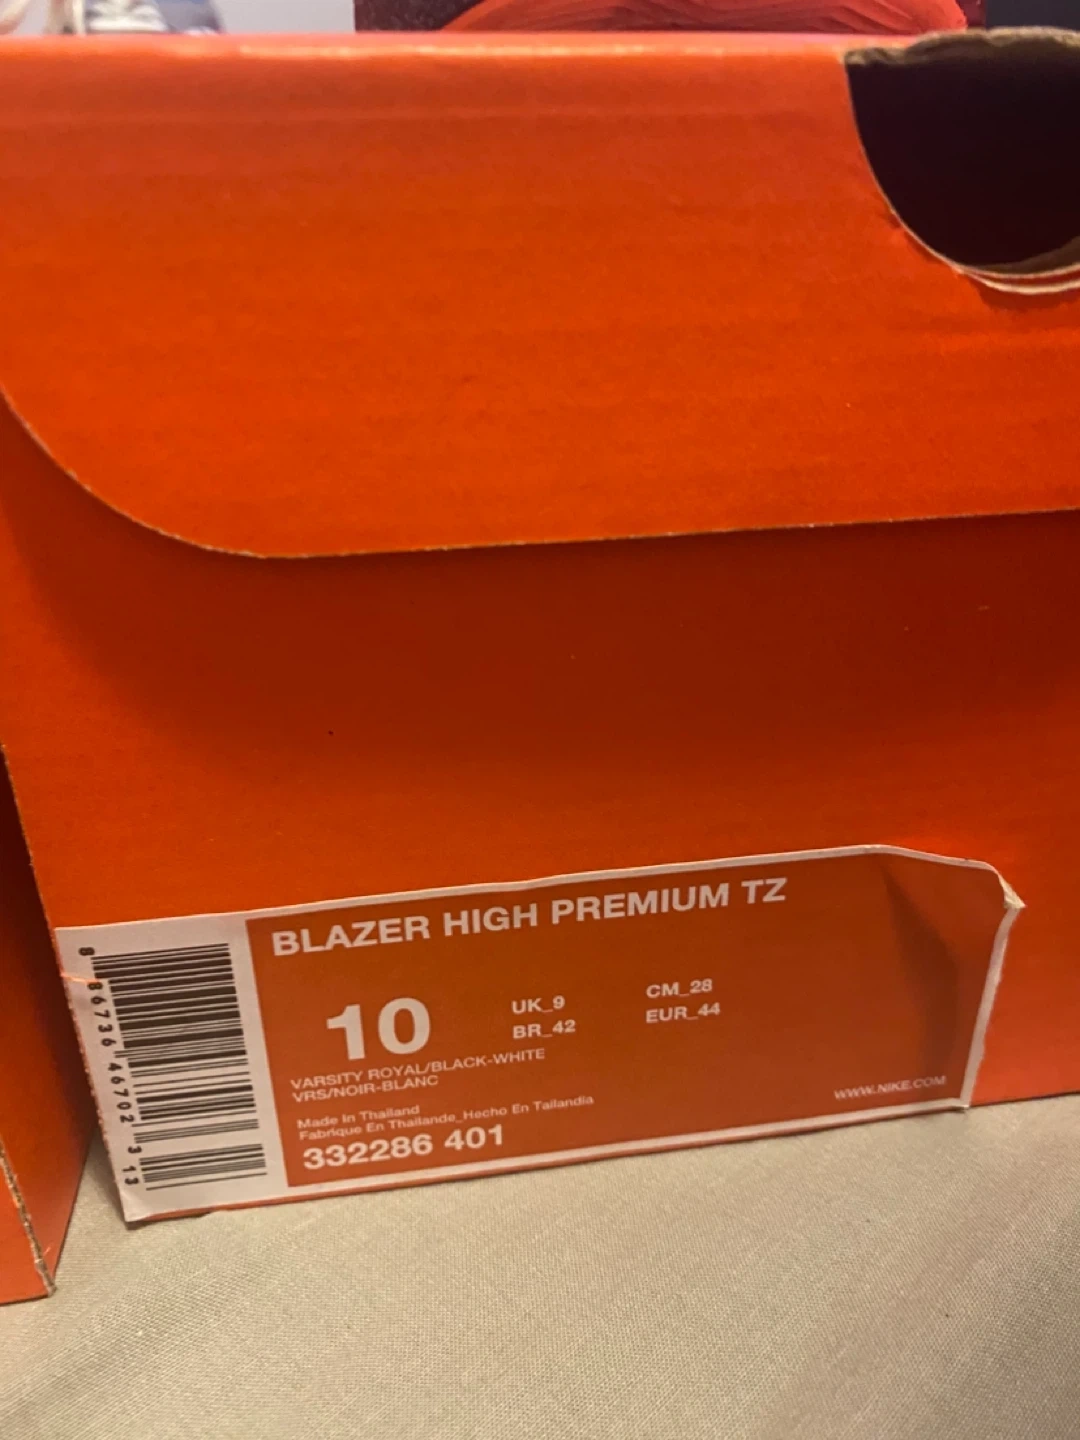 BLAZER HIGH PREMIUM TZ
10
UK_9
CM_28
BR_42
EUR_44
VARSITY ROYAL/BLACK-WHITE
VRS/NOIR-BLANC
Made In Thailand
Fabrique En Thailande_Hecho En Tailandia
332286 401
WWW.NIKE.COM
8 86736 46702 3 13